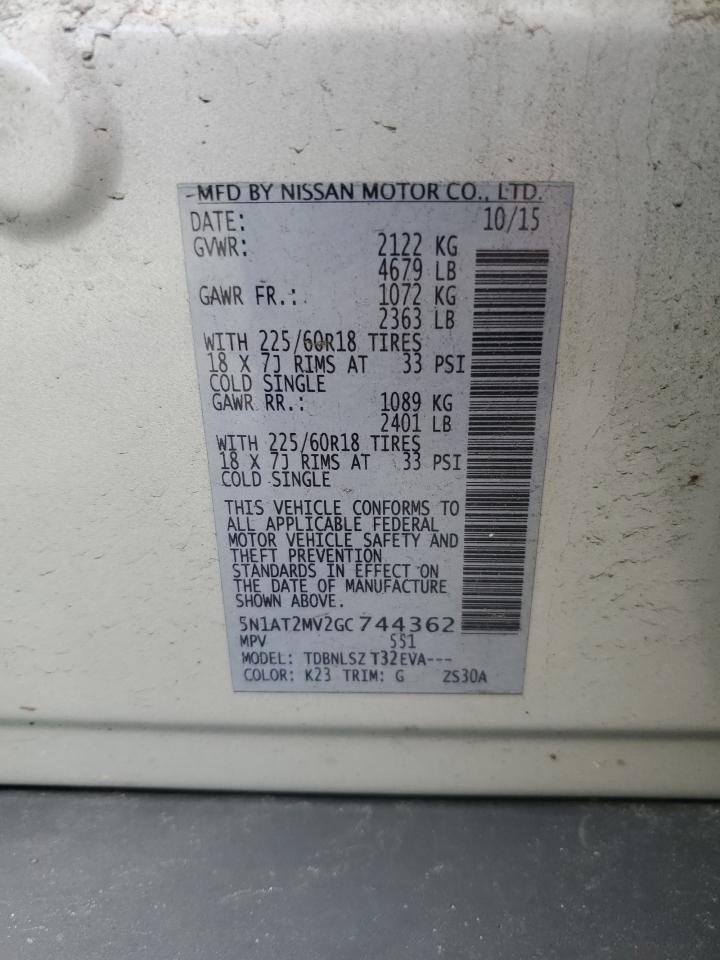 MFD BY NISSAN MOTOR CO., LTD.
DATE: 10/15
GVWR: 2122 KG
4679 LB
GAWR FR.: 1072 KG
2363 LB
WITH 225/60R18 TIRES
18 X 7J RIMS AT 33 PSI
COLD SINGLE
GAWR RR.: 1089 KG
2401 LB
WITH 225/60R18 TIRES
18 X 7J RIMS AT 33 PSI
COLD SINGLE
THIS VEHICLE CONFORMS TO
ALL APPLICABLE FEDERAL
MOTOR VEHICLE SAFETY AND
THEFT PREVENTION
STANDARDS IN EFFECT ON
THE DATE OF MANUFACTURE
SHOWN ABOVE.
5N1AT2MV2GC744362
MPV 551
MODEL: TDBNLSZ T32EVA---
COLOR: K23 TRIM: G ZS30A